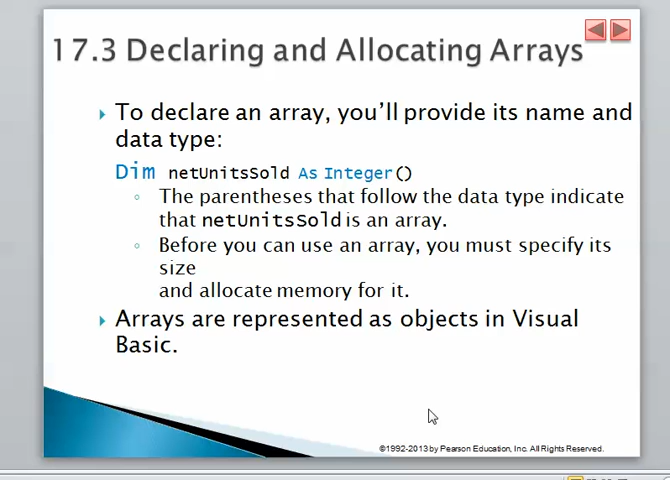 17.3 Declaring and Allocating Arrays
To declare an array, you'll provide its name and
data type:
Dim netUnitsSold As Integer()
The parentheses that follow the data type indicate
that netUnitsSold is an array.
Before you can use an array, you must specify its
size
and allocate memory for it.
Arrays are represented as objects in Visual
Basic.
©1992-2013 by Pearson Education, Inc. All Rights Reserved.